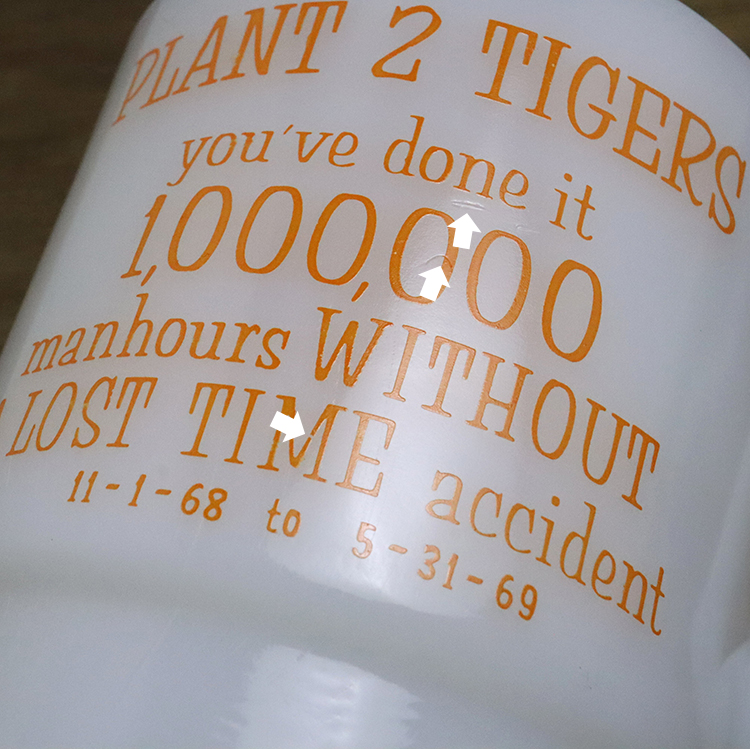 PLANT 2 TIGERS
you've done it
1,000,000
manhours WITHOUT
A LOST TIME accident
11-1-68 to 5-31-69